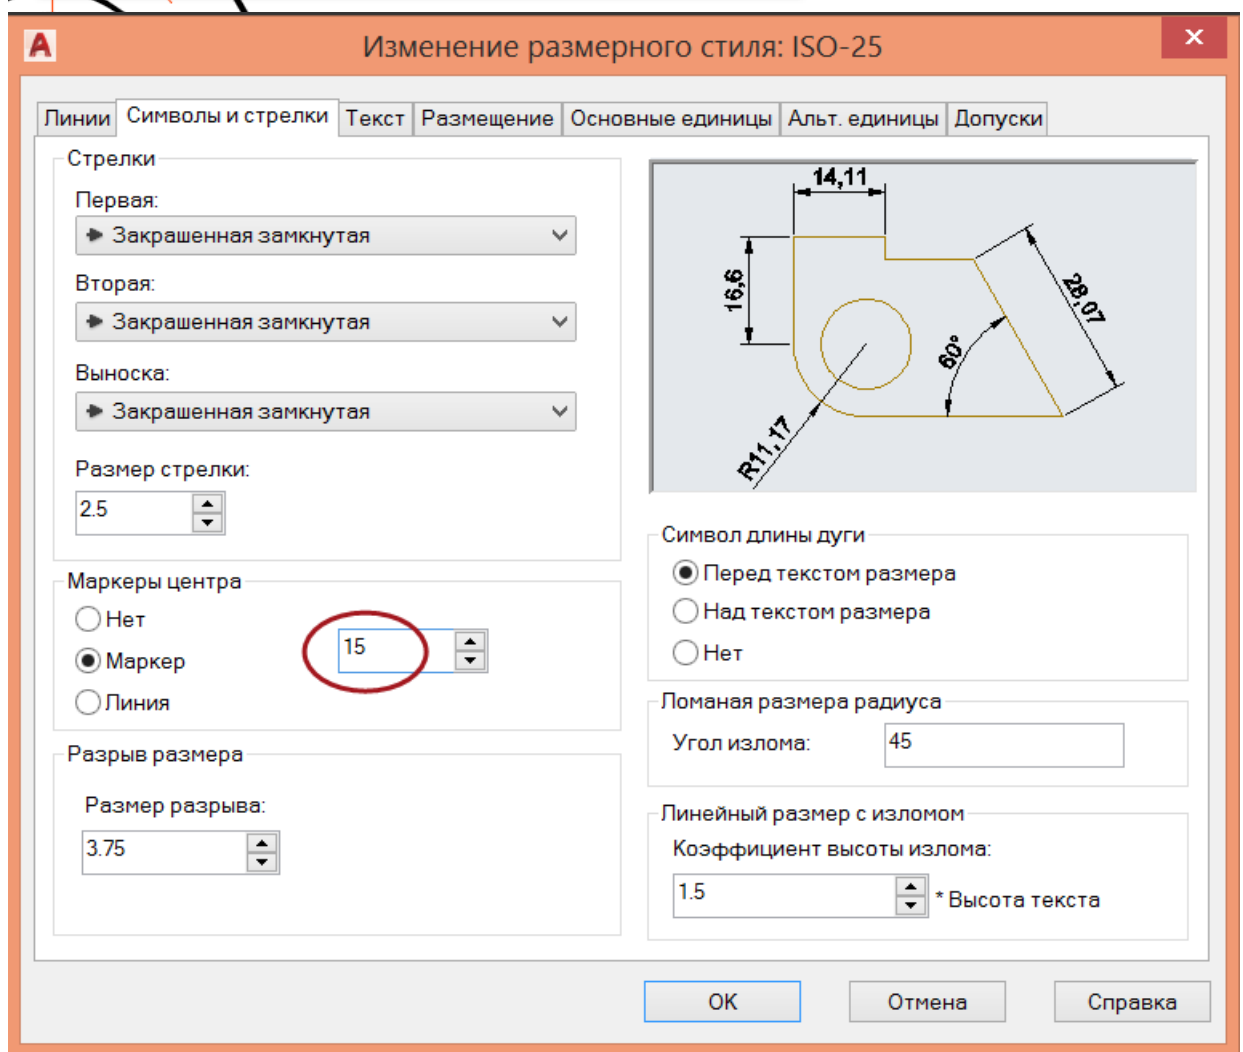 Изменение размерного стиля: ISO-25
Линии Символы и стрелки Текст Размещение Основные единицы Альт. единицы Допуски
Стрелки
Первая:
Закрашенная замкнутая
Вторая:
Закрашенная замкнутая
Выноска:
Закрашенная замкнутая
Размер стрелки:
2.5
Маркеры центра
Нет
Маркер
Линия
15
Разрыв размера
Размер разрыва:
3.75
14,11
16,6
28,07
60°
R11,17
Символ длины дуги
Перед текстом размера
Над текстом размера
Нет
Ломаная размера радиуса
Угол излома: 45
Линейный размер с изломом
Коэффициент высоты излома:
1.5 * Высота текста
OK Отмена Справка